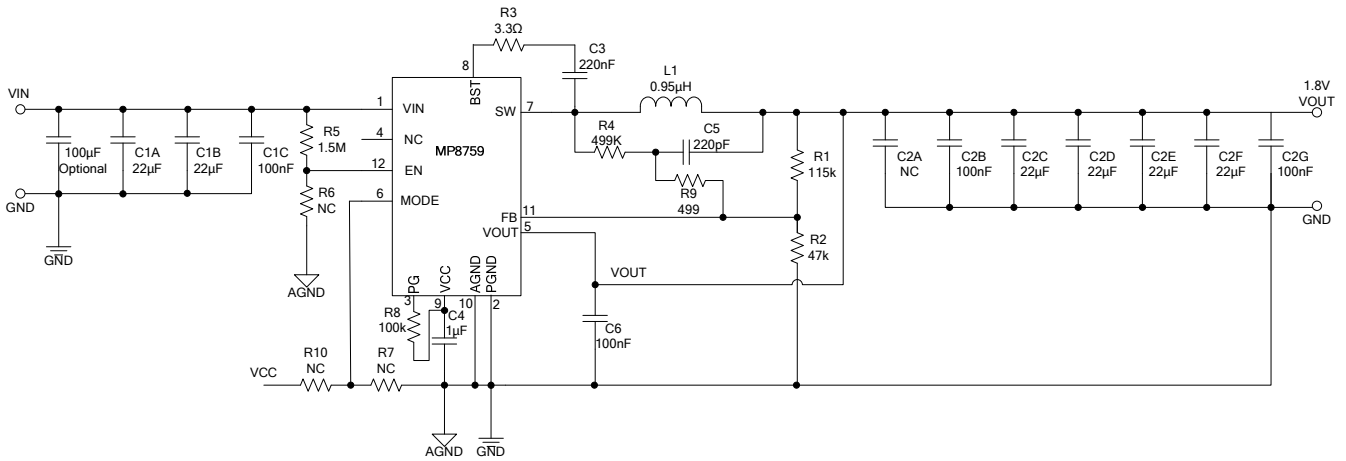 R3
3.3Ω
C3
220nF
8
BST
L1
0.95µH
VIN
1
VIN
SW
7
1.8V
VOUT
R5
1.5M
4
NC
MP8759
R4
499K
C5
220pF
100µF
Optional
C1A
22µF
C1B
22µF
C1C
100nF
12
EN
R1
115k
C2A
NC
C2B
100nF
C2C
22µF
C2D
22µF
C2E
22µF
C2F
22µF
C2G
100nF
R6
NC
6
MODE
R9
499
GND
FB
11
VOUT
5
GND
R2
47k
GND
AGND
VOUT
PG
VCC
AGND
PGND
3
9
10
2
R8
100k
C4
1µF
C6
100nF
R10
NC
R7
NC
VCC
AGND
GND